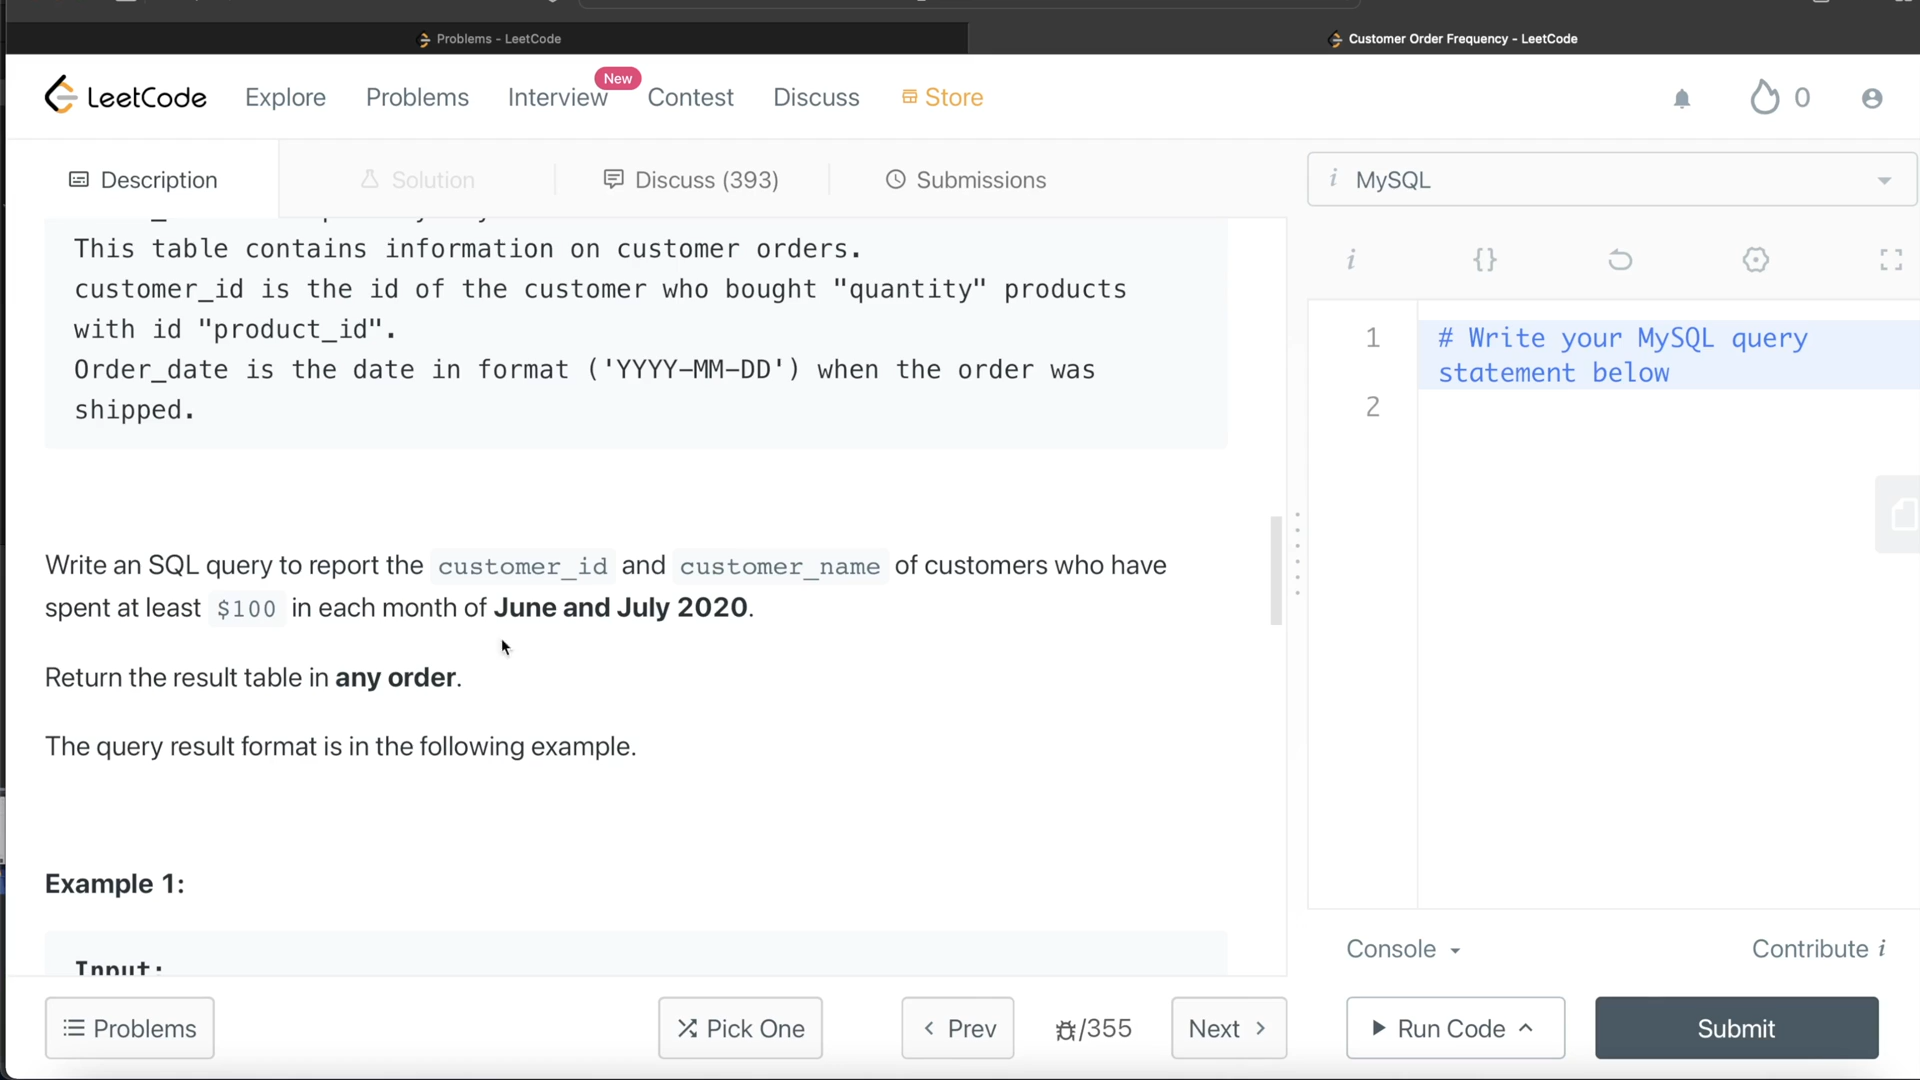 Problems - LeetCode
Customer Order Frequency - LeetCode
LeetCode
Explore
Problems
Interview
New
Contest
Discuss
Store
0
Description
Solution
Discuss (393)
Submissions
i MySQL
This table contains information on customer orders.
customer_id is the id of the customer who bought "quantity" products
with id "product_id".
Order_date is the date in format ('YYYY-MM-DD') when the order was
shipped.
Write an SQL query to report the customer_id and customer_name of customers who have
spent at least $100 in each month of June and July 2020.
Return the result table in any order.
The query result format is in the following example.
Example 1:
Input:
i {}
1 # Write your MySQL query
statement below
2
Console
Contribute i
Problems
Pick One
Prev
/355
Next
Run Code
Submit